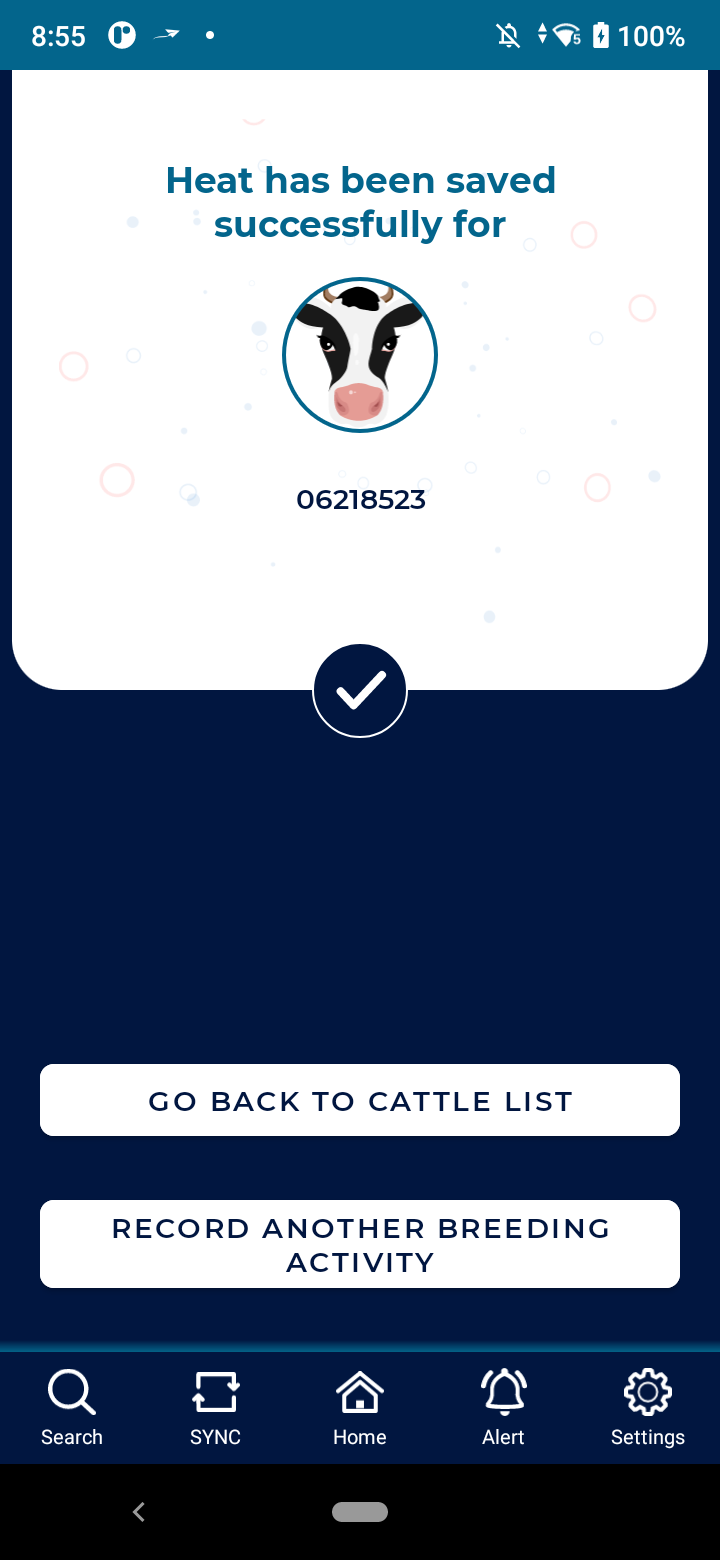 8:55
5
100%
Heat has been saved
successfully for
06218523
GO BACK TO CATTLE LIST
RECORD ANOTHER BREEDING
ACTIVITY
Search
SYNC
Home
Alert
Settings